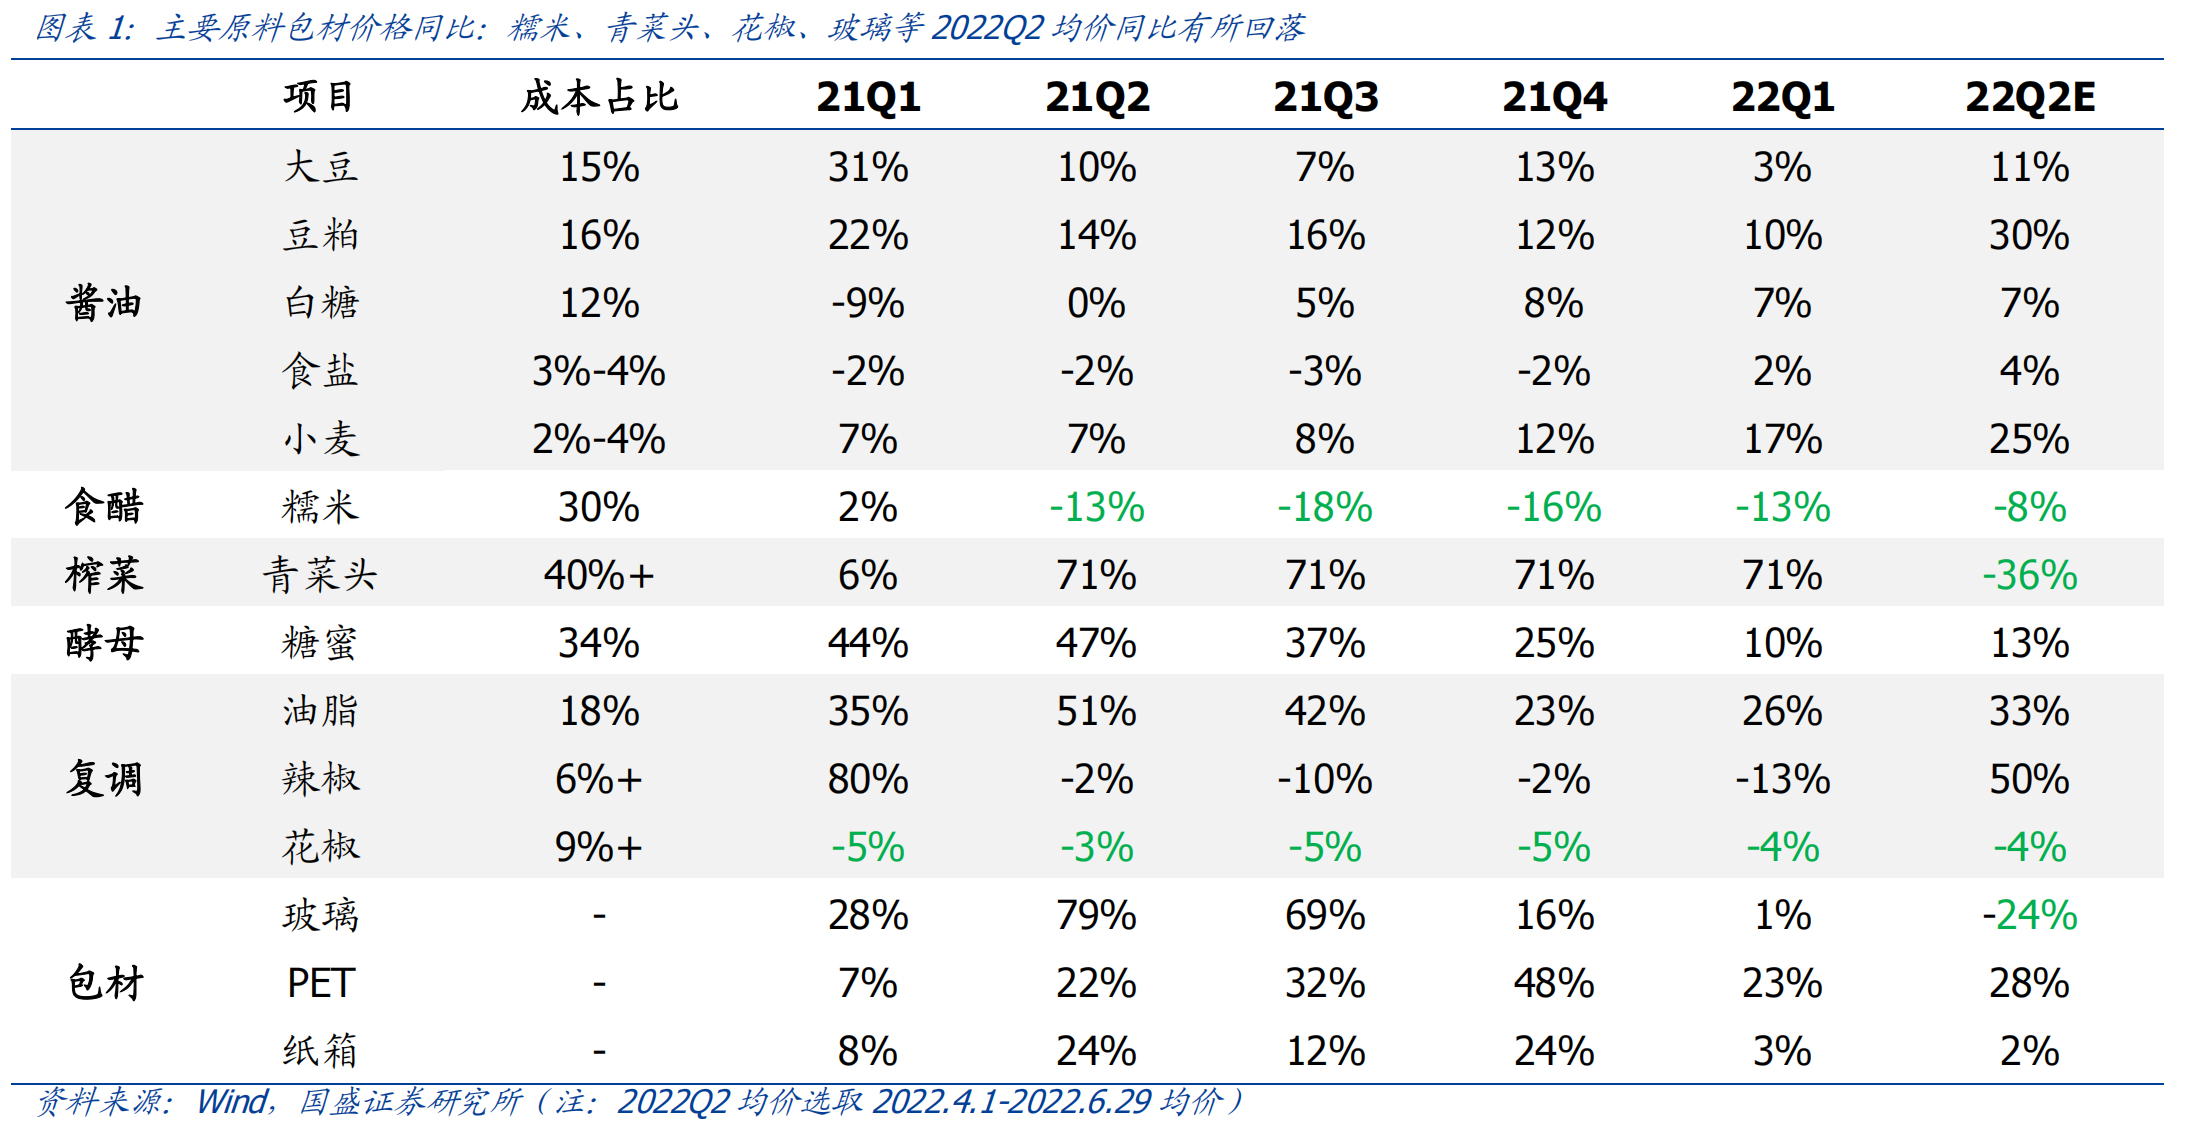 图表 1：主要原料包材价格同比：糯米、青菜头、花椒、玻璃等 2022Q2 均价同比有所回落
项目 成本占比 21Q1 21Q2 21Q3 21Q4 22Q1 22Q2E
大豆 15% 31% 10% 7% 13% 3% 11%
豆粕 16% 22% 14% 16% 12% 10% 30%
酱油 白糖 12% -9% 0% 5% 8% 7% 7%
食盐 3%-4% -2% -2% -3% -2% 2% 4%
小麦 2%-4% 7% 7% 8% 12% 17% 25%
食醋 糯米 30% 2% -13% -18% -16% -13% -8%
榨菜 青菜头 40%+ 6% 71% 71% 71% 71% -36%
酵母 糖蜜 34% 44% 47% 37% 25% 10% 13%
油脂 18% 35% 51% 42% 23% 26% 33%
复调 辣椒 6%+ 80% -2% -10% -2% -13% 50%
花椒 9%+ -5% -3% -5% -5% -4% -4%
玻璃 - 28% 79% 69% 16% 1% -24%
包材 PET - 7% 22% 32% 48% 23% 28%
纸箱 - 8% 24% 12% 24% 3% 2%
资料来源：Wind，国盛证券研究所（注：2022Q2 均价选取 2022.4.1-2022.6.29 均价）